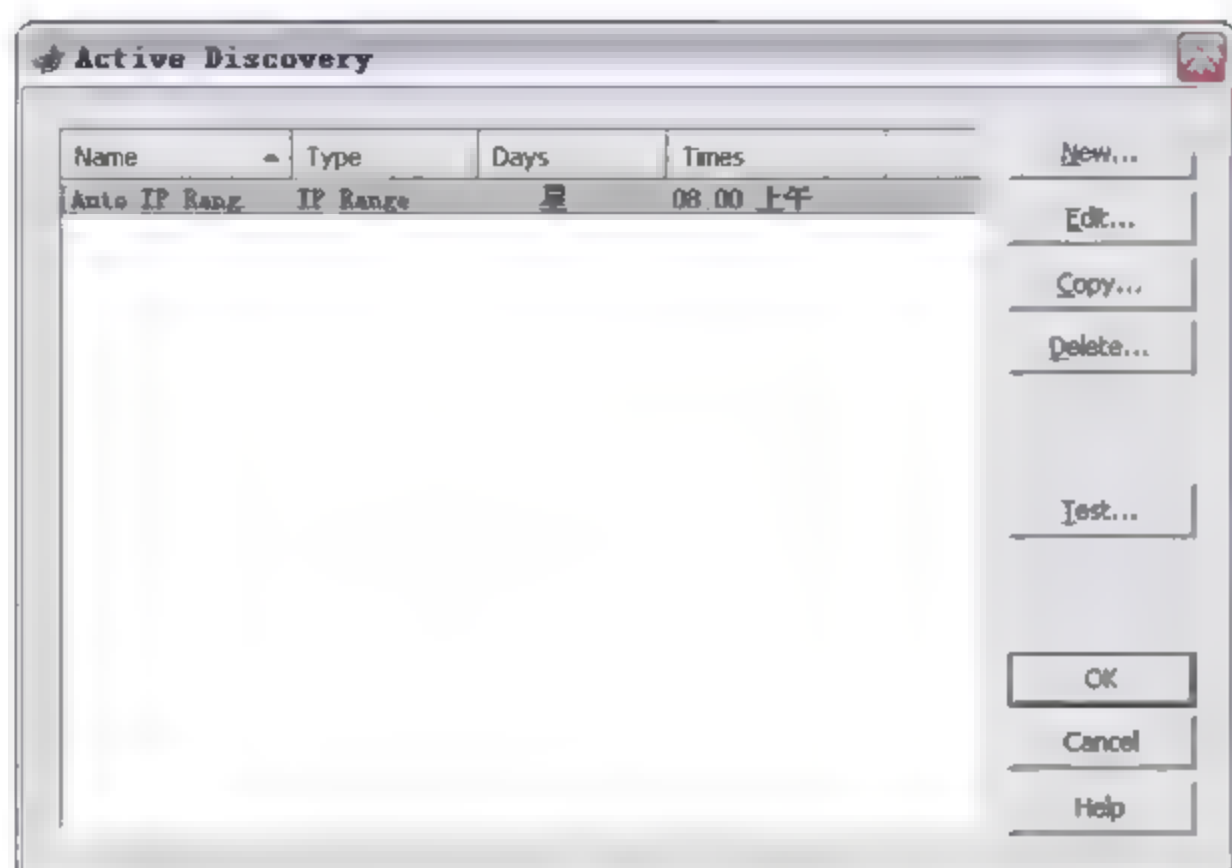 Active Discovery
Name Type Days Times
Auto IP Rang IP Range 星 08.00 上午
New...
Edit...
Copy...
Delete...
Test...
OK
Cancel
Help